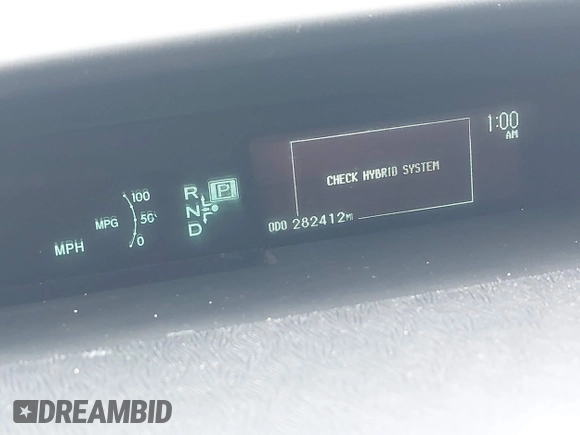 1:00
AM
CHECK HYBRID SYSTEM
ODO 282412MI
R P
N
D
100
MPG 50
0
MPH
DREAMBID